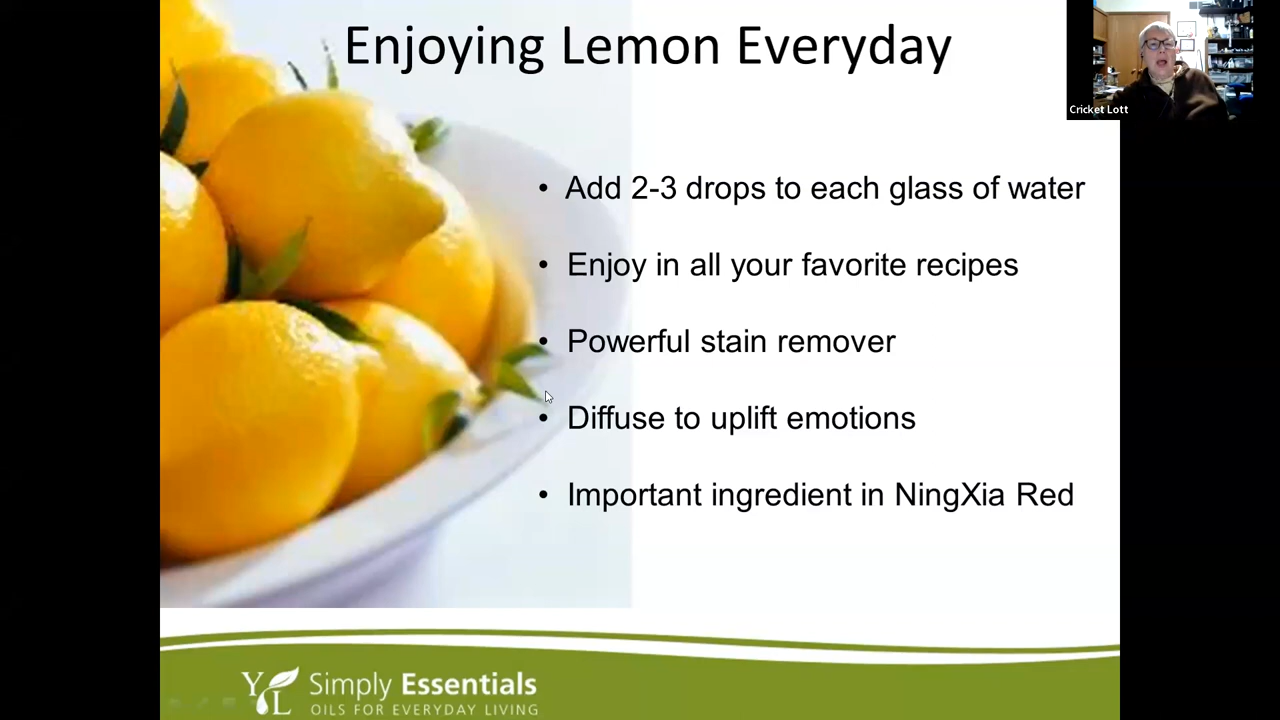 Enjoying Lemon Everyday
Cricket Lott
• Add 2-3 drops to each glass of water
• Enjoy in all your favorite recipes
• Powerful stain remover
• Diffuse to uplift emotions
• Important ingredient in NingXia Red
YL Simply Essentials
OILS FOR EVERYDAY LIVING